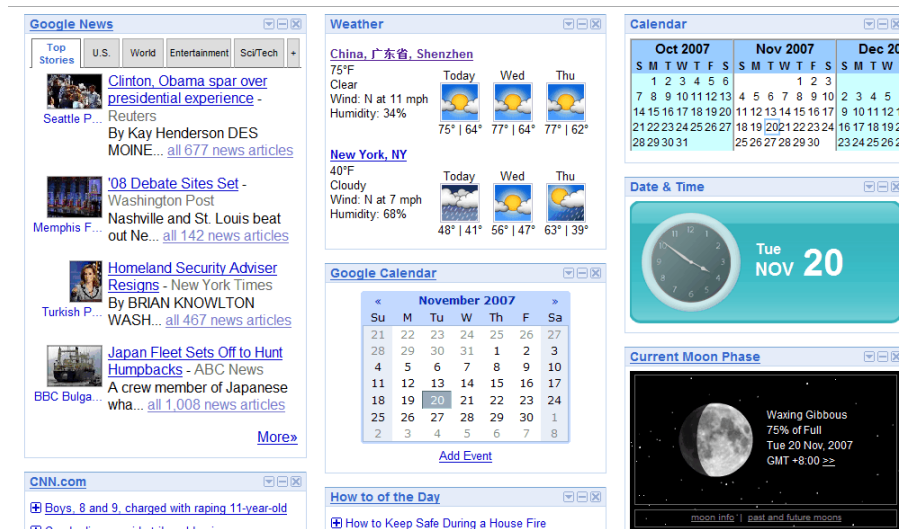 Google News
Top Stories
U.S.
World
Entertainment
Sci/Tech
+
Clinton, Obama spar over
presidential experience -
Reuters
By Kay Henderson DES
MOINE... all 677 news articles
Seattle P...
'08 Debate Sites Set -
Washington Post
Nashville and St. Louis beat
out Ne... all 142 news articles
Memphis F...
Homeland Security Adviser
Resigns - New York Times
By BRIAN KNOWLTON
WASH... all 467 news articles
Turkish P...
Japan Fleet Sets Off to Hunt
Humpbacks - ABC News
A crew member of Japanese
wha... all 1,008 news articles
BBC Bulga...
More»
CNN.com
Boys, 8 and 9, charged with raping 11-year-old
Weather
China, 广东省, Shenzhen
75°F
Clear
Wind: N at 11 mph
Humidity: 34%
Today Wed Thu
75° | 64° 77° | 64° 77° | 62°
New York, NY
40°F
Cloudy
Wind: N at 7 mph
Humidity: 68%
Today Wed Thu
48° | 41° 56° | 47° 63° | 39°
Google Calendar
« November 2007 »
Su M Tu W Th F Sa
21 22 23 24 25 26 27
28 29 30 31 1 2 3
4 5 6 7 8 9 10
11 12 13 14 15 16 17
18 19 20 21 22 23 24
25 26 27 28 29 30 1
2 3 4 5 6 7 8
Add Event
How to of the Day
How to Keep Safe During a House Fire
Calendar
Oct 2007 Nov 2007 Dec 20
S M T W T F S S M T W T F S S M T W
1 2 3 4 5 6 1 2 3
7 8 9 10 11 12 13 4 5 6 7 8 9 10 2 3 4 5
14 15 16 17 18 19 20 11 12 13 14 15 16 17 9 10 11 12
21 22 23 24 25 26 27 18 19 20 21 22 23 24 16 17 18 19
28 29 30 31 25 26 27 28 29 30 23 24 25 26
Date & Time
12
11 1
10 2
9 3
8 4
7 5
6
Tue
NOV 20
Current Moon Phase
Waxing Gibbous
75% of Full
Tue 20 Nov, 2007
GMT +8:00 >>
moon info | past and future moons